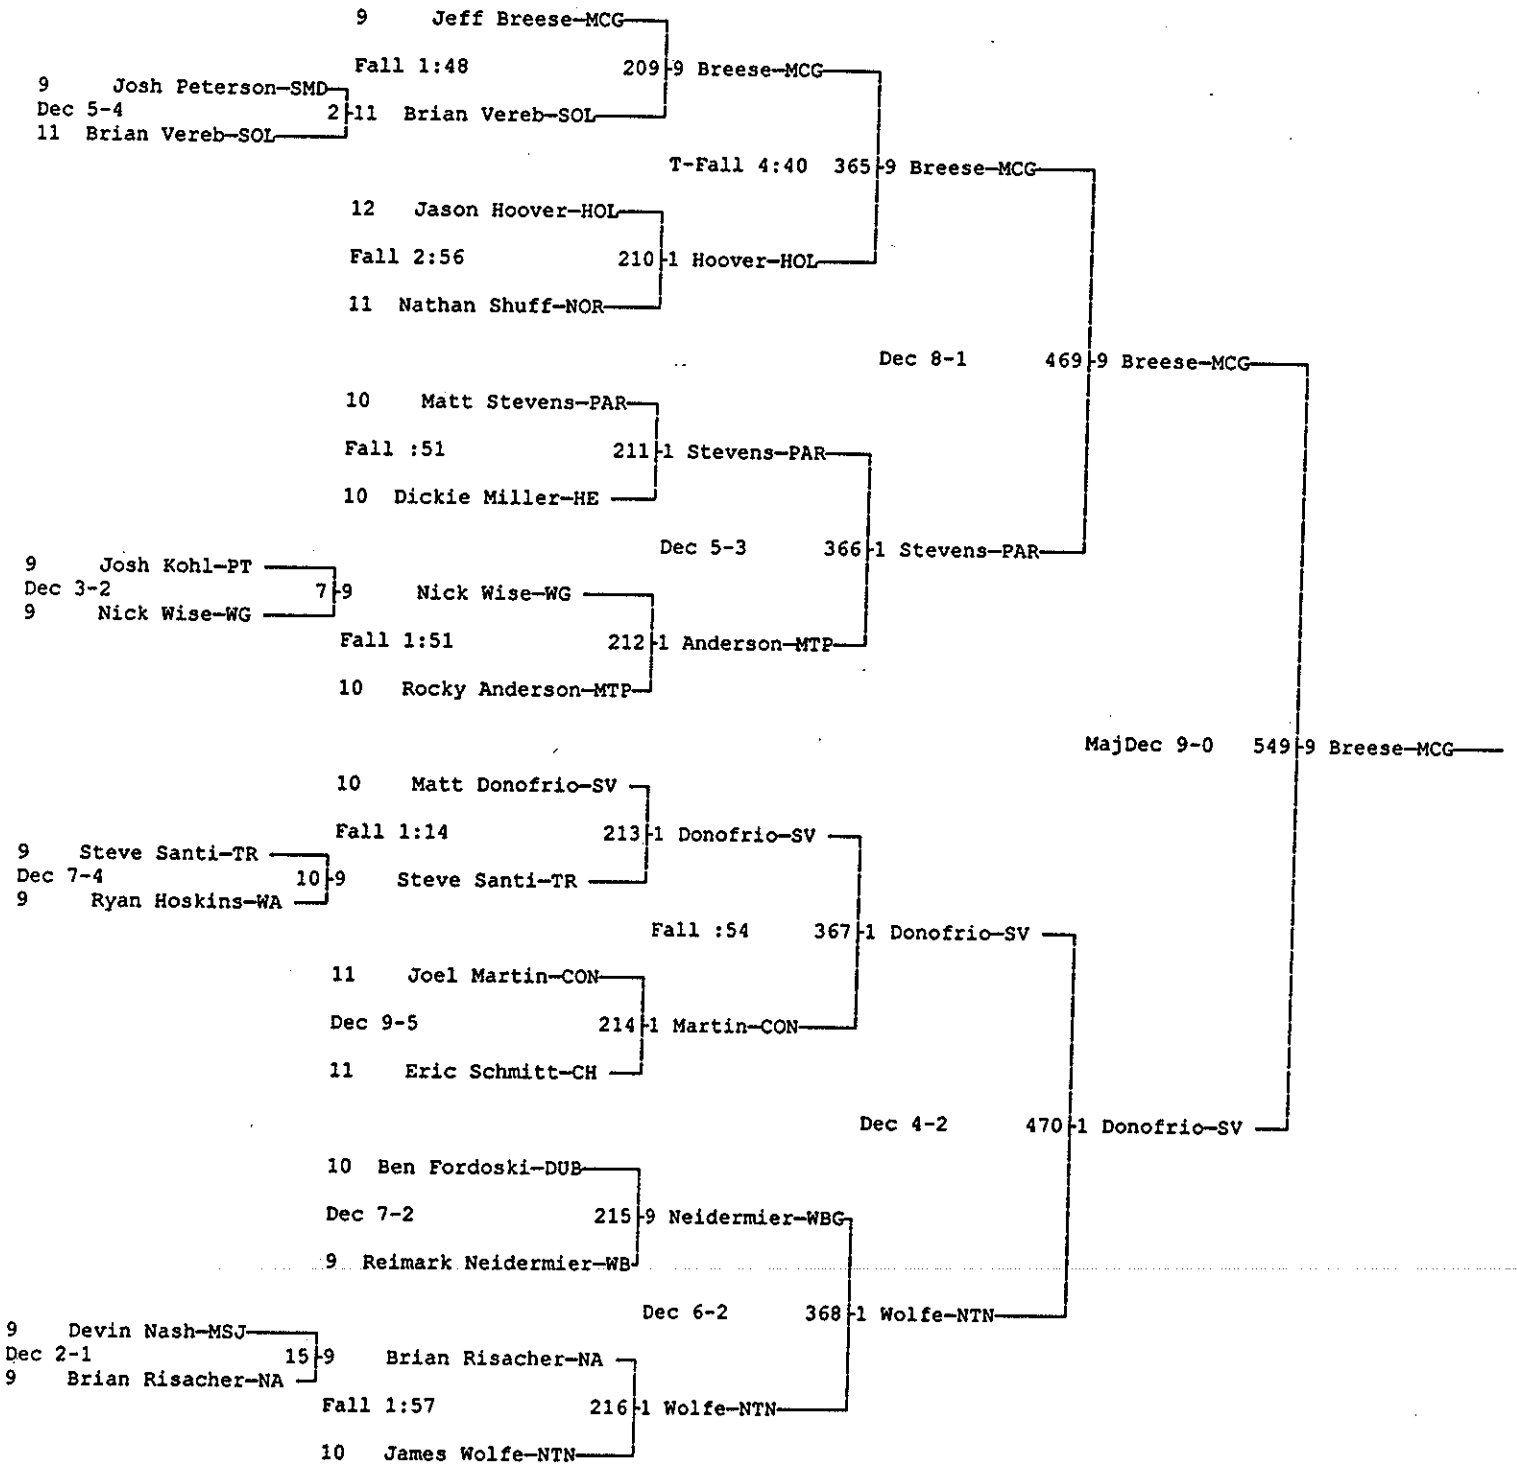 9 Jeff Breese-MCG
Fall 1:48 209 9 Breese-MCG
9 Josh Peterson-SMD
Dec 5-4 2 11 Brian Vereb-SOL
11 Brian Vereb-SOL
T-Fall 4:40 365 9 Breese-MCG
12 Jason Hoover-HOL
Fall 2:56 210 1 Hoover-HOL
11 Nathan Shuff-NOR
Dec 8-1 469 9 Breese-MCG
10 Matt Stevens-PAR
Fall :51 211 1 Stevens-PAR
10 Dickie Miller-HE
Dec 5-3 366 1 Stevens-PAR
9 Josh Kohl-PT
Dec 3-2 7 9 Nick Wise-WG
9 Nick Wise-WG
Fall 1:51 212 1 Anderson-MTP
10 Rocky Anderson-MTP
MajDec 9-0 549 9 Breese-MCG
10 Matt Donofrio-SV
Fall 1:14 213 1 Donofrio-SV
9 Steve Santi-TR
Dec 7-4 10 9 Steve Santi-TR
9 Ryan Hoskins-WA
Fall :54 367 1 Donofrio-SV
11 Joel Martin-CON
Dec 9-5 214 1 Martin-CON
11 Eric Schmitt-CH
Dec 4-2 470 1 Donofrio-SV
10 Ben Fordoski-DUB
Dec 7-2 215 9 Neidermier-WBG
9 Reimark Neidermier-WB
Dec 6-2 368 1 Wolfe-NTN
9 Devin Nash-MSJ
Dec 2-1 15 9 Brian Risacher-NA
9 Brian Risacher-NA
Fall 1:57 216 1 Wolfe-NTN
10 James Wolfe-NTN